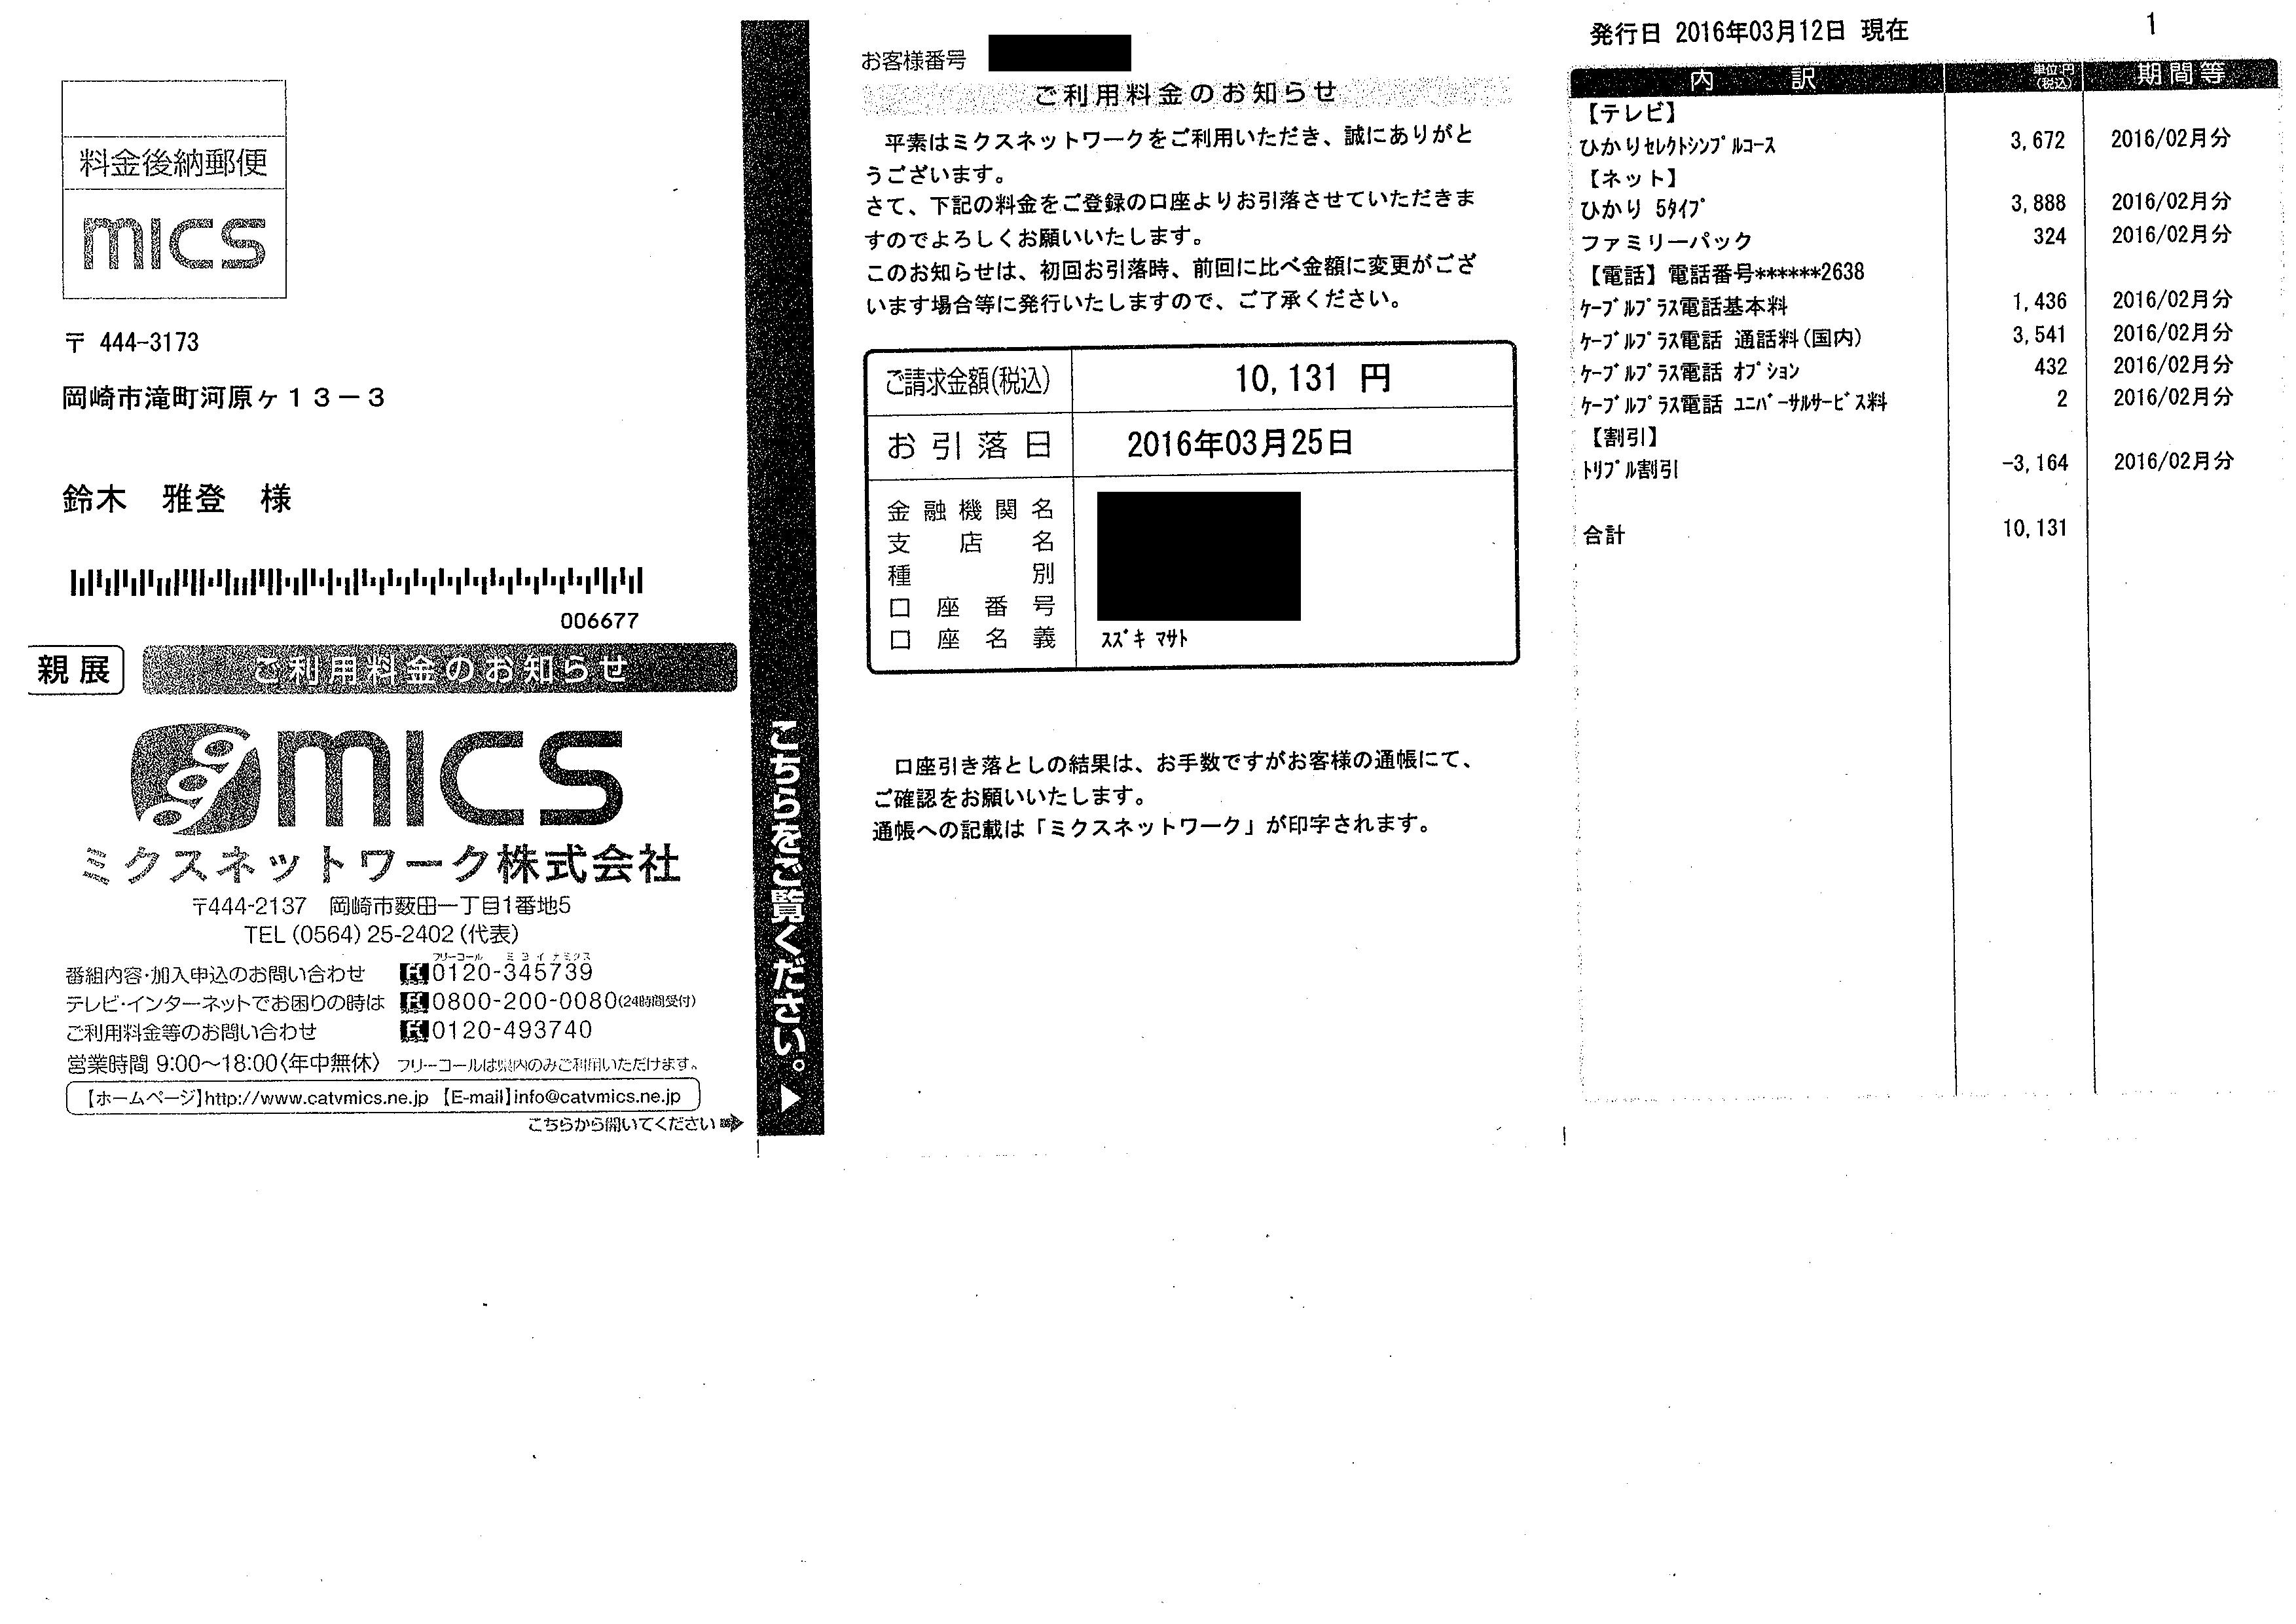 料金後納郵便
mics
〒 444-3173
岡崎市滝町河原ヶ13-3
鈴木 雅登 様
006677
親展
ご利用料金のお知らせ
mics
ミクスネットワーク株式会社
〒444-2137 岡崎市薮田一丁目1番地5
TEL (0564) 25-2402 (代表)
フリーコール ミヨイナミクス
番組内容・加入申込のお問い合わせ 0120-345739
テレビ・インターネットでお困りの時は 0800-200-0080(24時間受付)
ご利用料金等のお問い合わせ 0120-493740
営業時間 9:00～18:00〈年中無休〉 フリーコールは県内のみご利用いただけます。
【ホームページ】http://www.catvmics.ne.jp 【E-mail】info@catvmics.ne.jp
こちらから開いてください
こちらをご覧ください。▶
お客様番号
ご利用料金のお知らせ
平素はミクスネットワークをご利用いただき、誠にありがと
うございます。
さて、下記の料金をご登録の口座よりお引落させていただきま
すのでよろしくお願いいたします。
このお知らせは、初回お引落時、前回に比べ金額に変更がござ
います場合等に発行いたしますので、ご了承ください。
ご請求金額(税込) 10,131 円
お引落日 2016年03月25日
金融機関名
支店名
種別
口座番号
口座名義 ｽｽﾞｷ ﾏｻﾄ
口座引き落としの結果は、お手数ですがお客様の通帳にて、
ご確認をお願いいたします。
通帳への記載は「ミクスネットワーク」が印字されます。
発行日 2016年03月12日 現在 1
内訳 単位:円(税込) 期間等
【テレビ】
ひかりｾﾚｸﾄｼﾝﾌﾟﾙｺｰｽ 3,672 2016/02月分
【ネット】
ひかり 5ﾀｲﾌﾟ 3,888 2016/02月分
ファミリーパック 324 2016/02月分
【電話】電話番号******2638
ｹｰﾌﾞﾙﾌﾟﾗｽ電話基本料 1,436 2016/02月分
ｹｰﾌﾞﾙﾌﾟﾗｽ電話 通話料(国内) 3,541 2016/02月分
ｹｰﾌﾞﾙﾌﾟﾗｽ電話 ｵﾌﾟｼｮﾝ 432 2016/02月分
ｹｰﾌﾞﾙﾌﾟﾗｽ電話 ﾕﾆﾊﾞｰｻﾙｻｰﾋﾞｽ料 2 2016/02月分
【割引】
ﾄﾘﾌﾟﾙ割引 -3,164 2016/02月分
合計 10,131